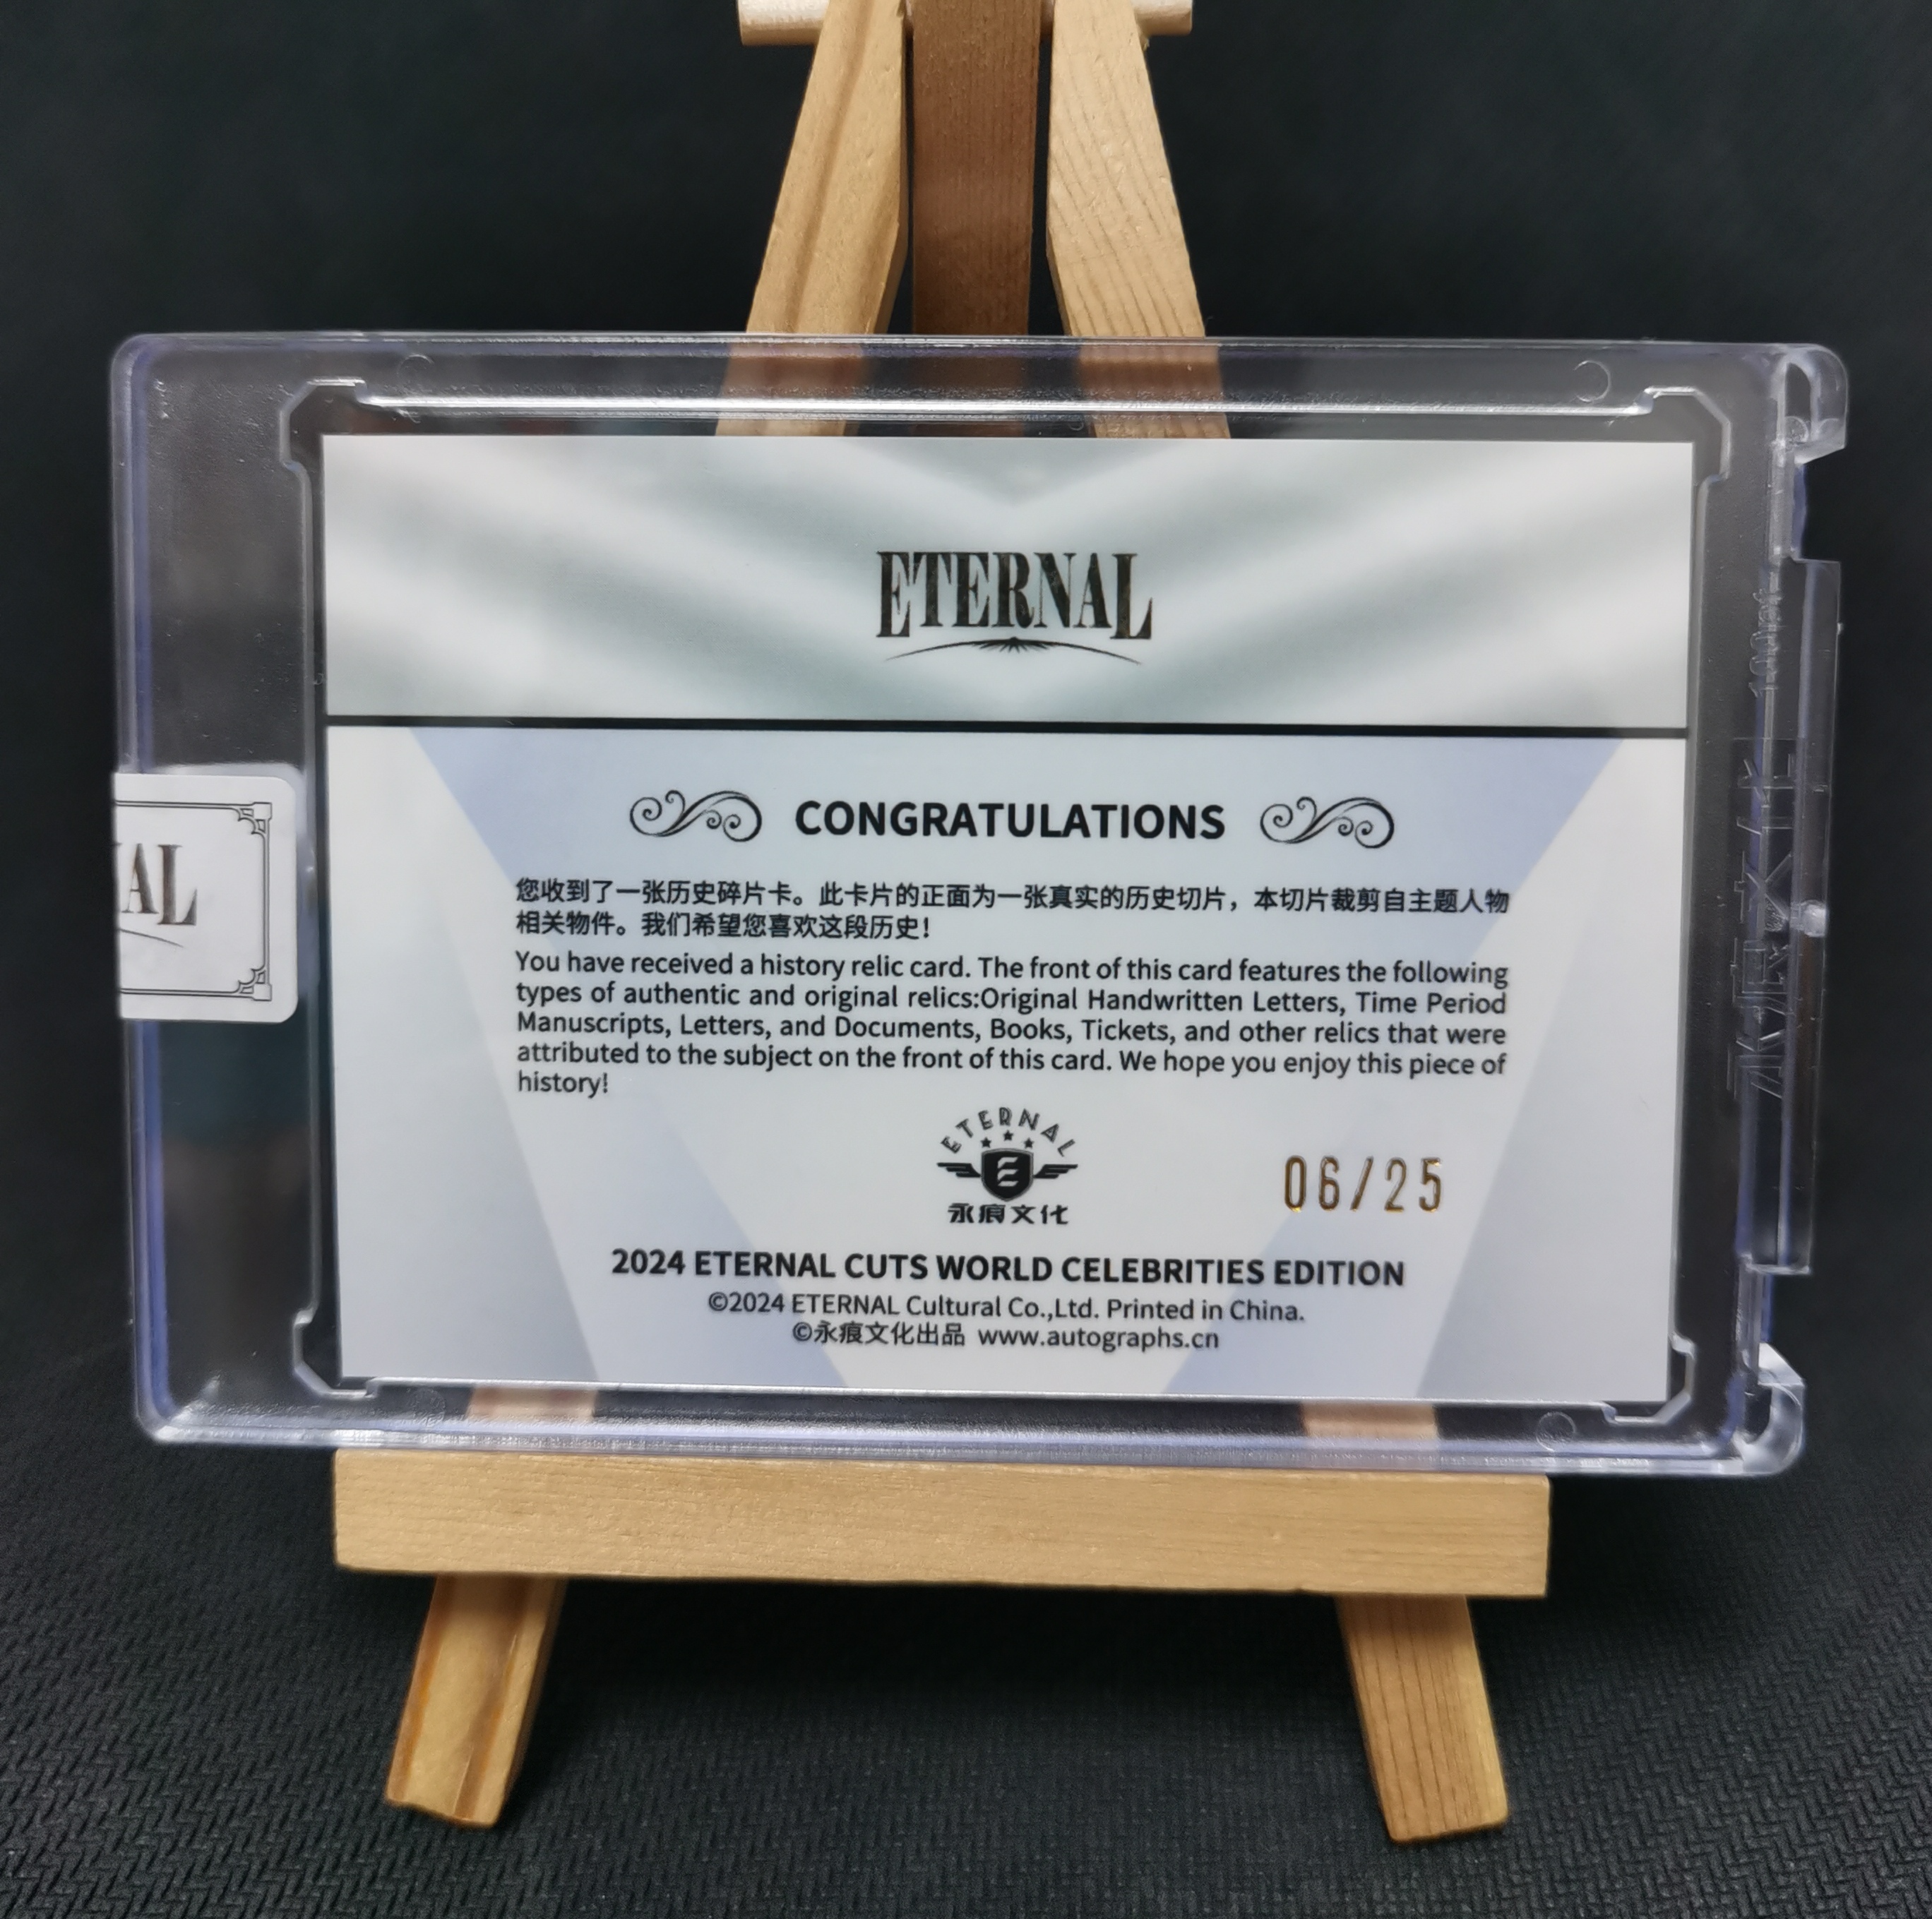 ETERNAL
CONGRATULATIONS
您收到了一张历史碎片卡。此卡片的正面为一张真实的历史切片，本切片裁剪自主题人物
相关物件。我们希望您喜欢这段历史！
You have received a history relic card. The front of this card features the following
types of authentic and original relics:Original Handwritten Letters, Time Period
Manuscripts, Letters, and Documents, Books, Tickets, and other relics that were
attributed to the subject on the front of this card. We hope you enjoy this piece of
history!
ETERNAL
永痕文化
06/25
2024 ETERNAL CUTS WORLD CELEBRITIES EDITION
©2024 ETERNAL Cultural Co.,Ltd. Printed in China.
©永痕文化出品 www.autographs.cn
AL
永痕文化